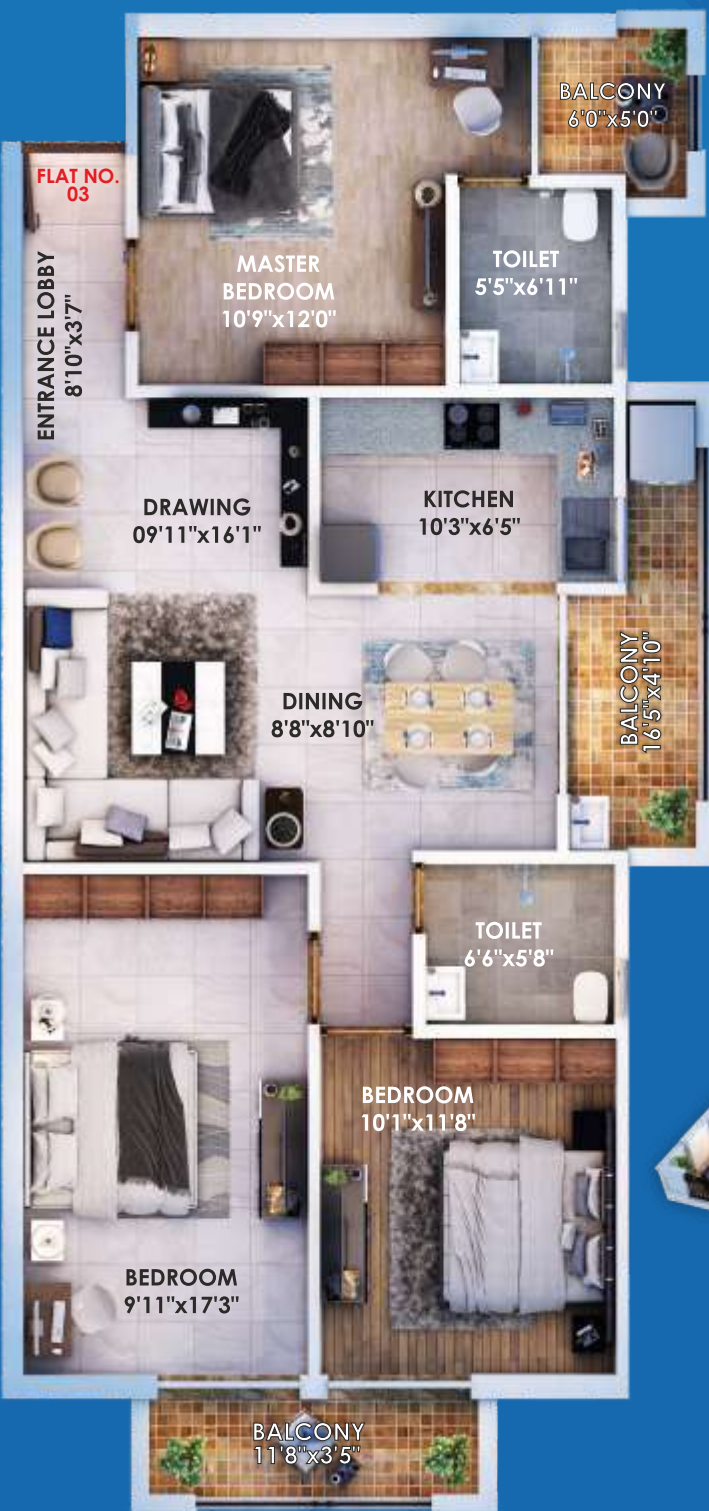 BALCONY
6'0"x5'0"
FLAT NO.
03
ENTRANCE LOBBY
8'10"x3'7"
MASTER
BEDROOM
10'9"x12'0"
TOILET
5'5"x6'11"
DRAWING
09'11"x16'1"
KITCHEN
10'3"x6'5"
DINING
8'8"x8'10"
BALCONY
16'5"x4'10"
TOILET
6'6"x5'8"
BEDROOM
10'1"x11'8"
BEDROOM
9'11"x17'3"
BALCONY
11'8"x3'5"